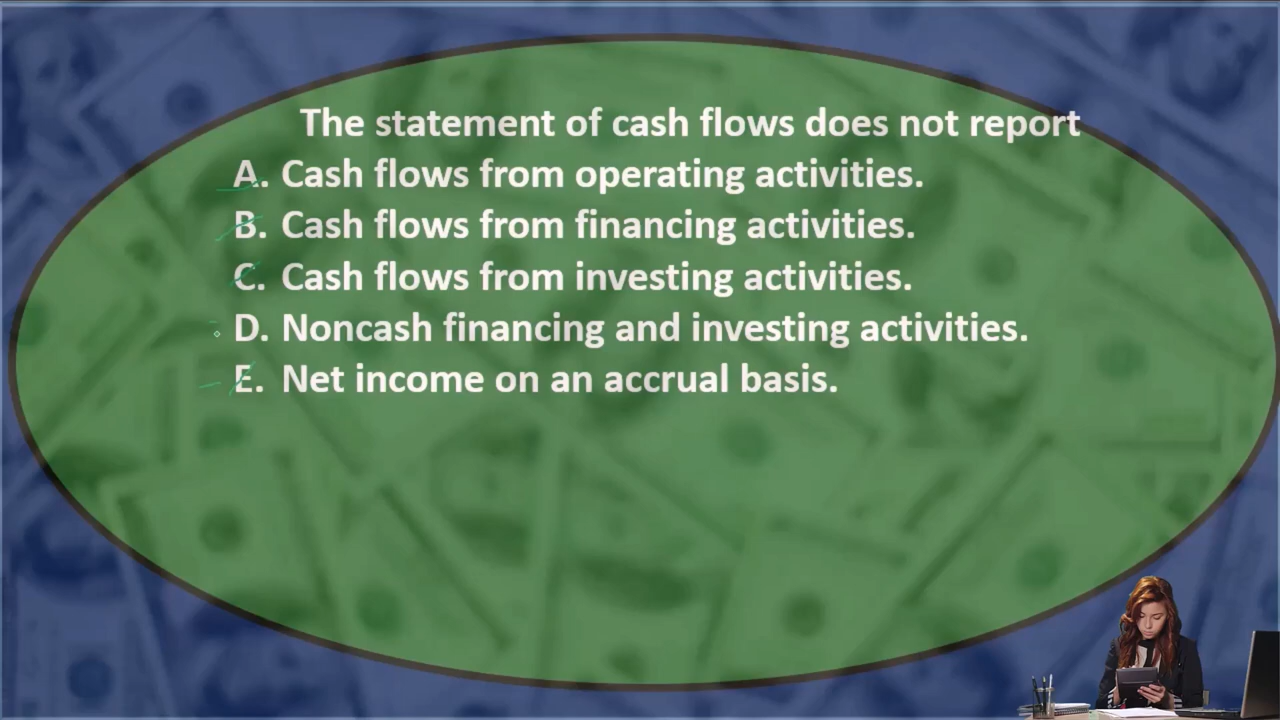 The statement of cash flows does not report
A. Cash flows from operating activities.
B. Cash flows from financing activities.
C. Cash flows from investing activities.
D. Noncash financing and investing activities.
E. Net income on an accrual basis.